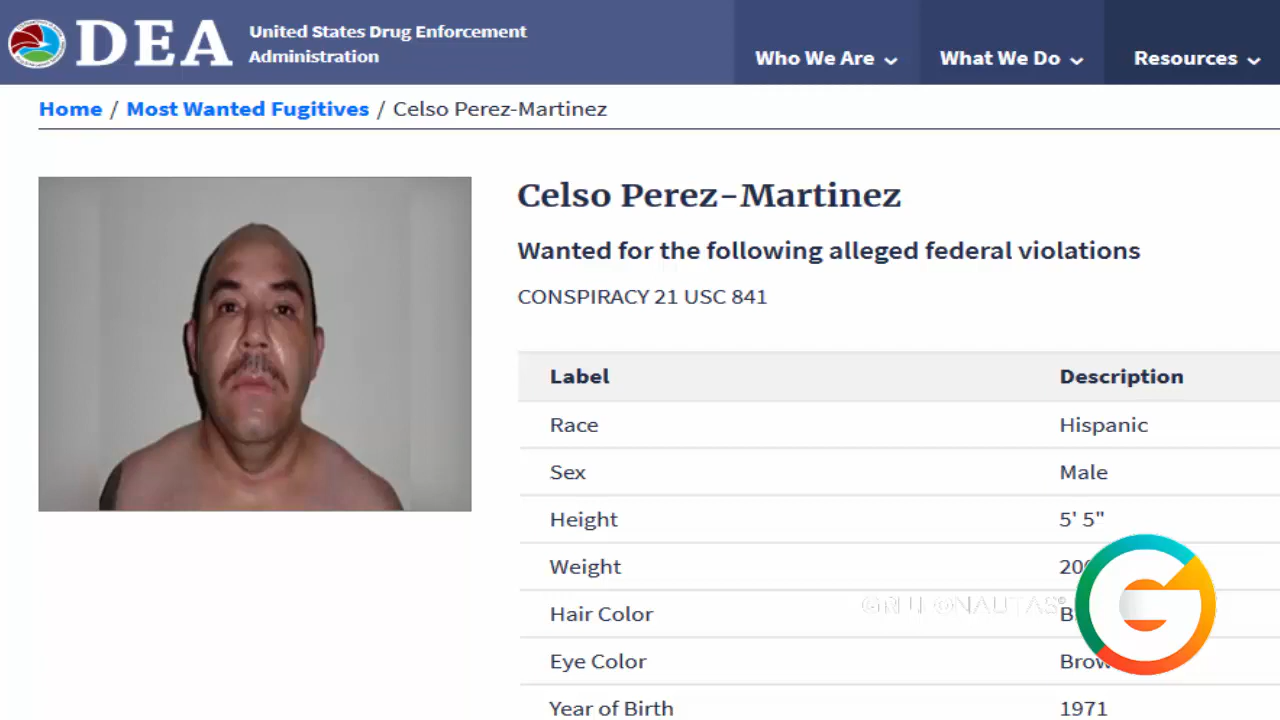 DEA
United States Drug Enforcement
Administration
Who We Are
What We Do
Resources
Home / Most Wanted Fugitives / Celso Perez-Martinez
Celso Perez-Martinez
Wanted for the following alleged federal violations
CONSPIRACY 21 USC 841
Label Description
Race Hispanic
Sex Male
Height 5' 5"
Weight
Hair Color
Eye Color
Year of Birth 1971